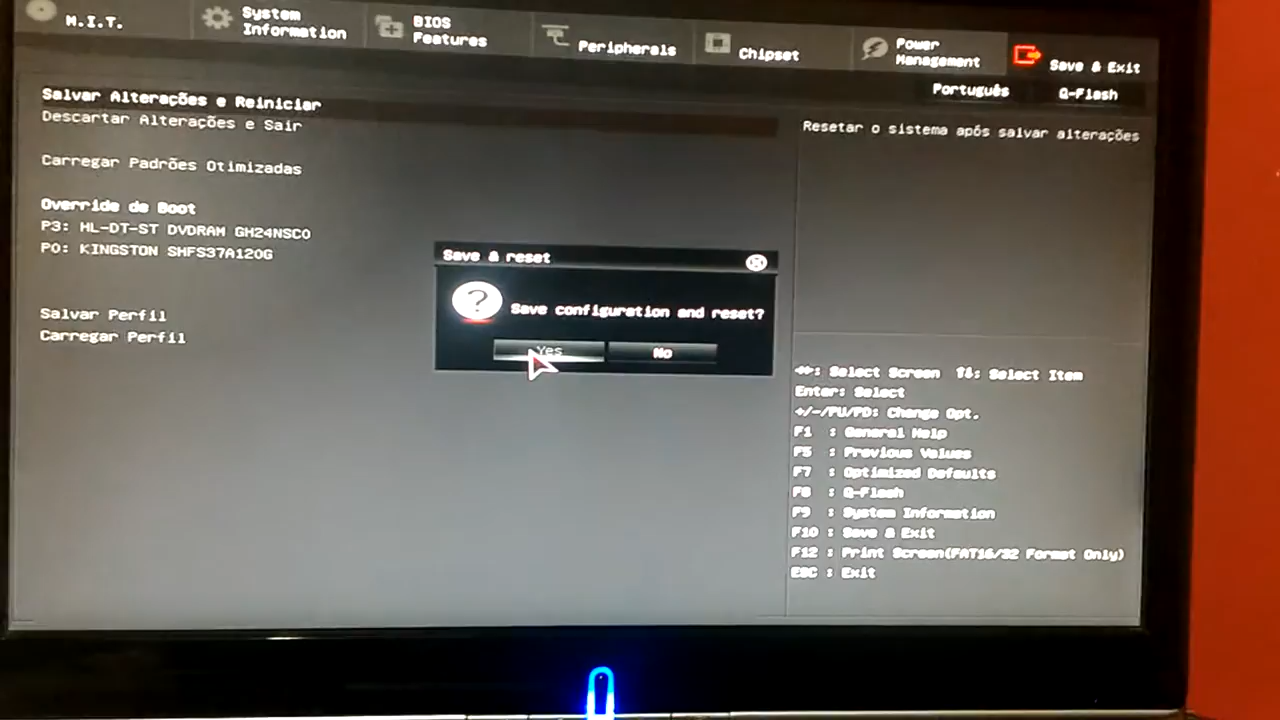 M.I.T.
System Information
BIOS Features
Peripherals
Chipset
Power Management
Save & Exit
Português
Q-Flash
Salvar Alterações e Reiniciar
Descartar Alterações e Sair
Carregar Padrões Otimizadas
Override de Boot
P3: HL-DT-ST DVDRAM GH24NSC0
P0: KINGSTON SHFS37A120G
Salvar Perfil
Carregar Perfil
Resetar o sistema após salvar alterações
Save & reset
?
Save configuration and reset?
Yes
No
→←: Select Screen ↑↓: Select Item
Enter: Select
+/-/PU/PD: Change Opt.
F1 : General Help
F5 : Previous Values
F7 : Optimized Defaults
F8 : Q-Flash
F9 : System Information
F10 : Save & Exit
F12 : Print Screen(FAT16/32 Format Only)
ESC : Exit